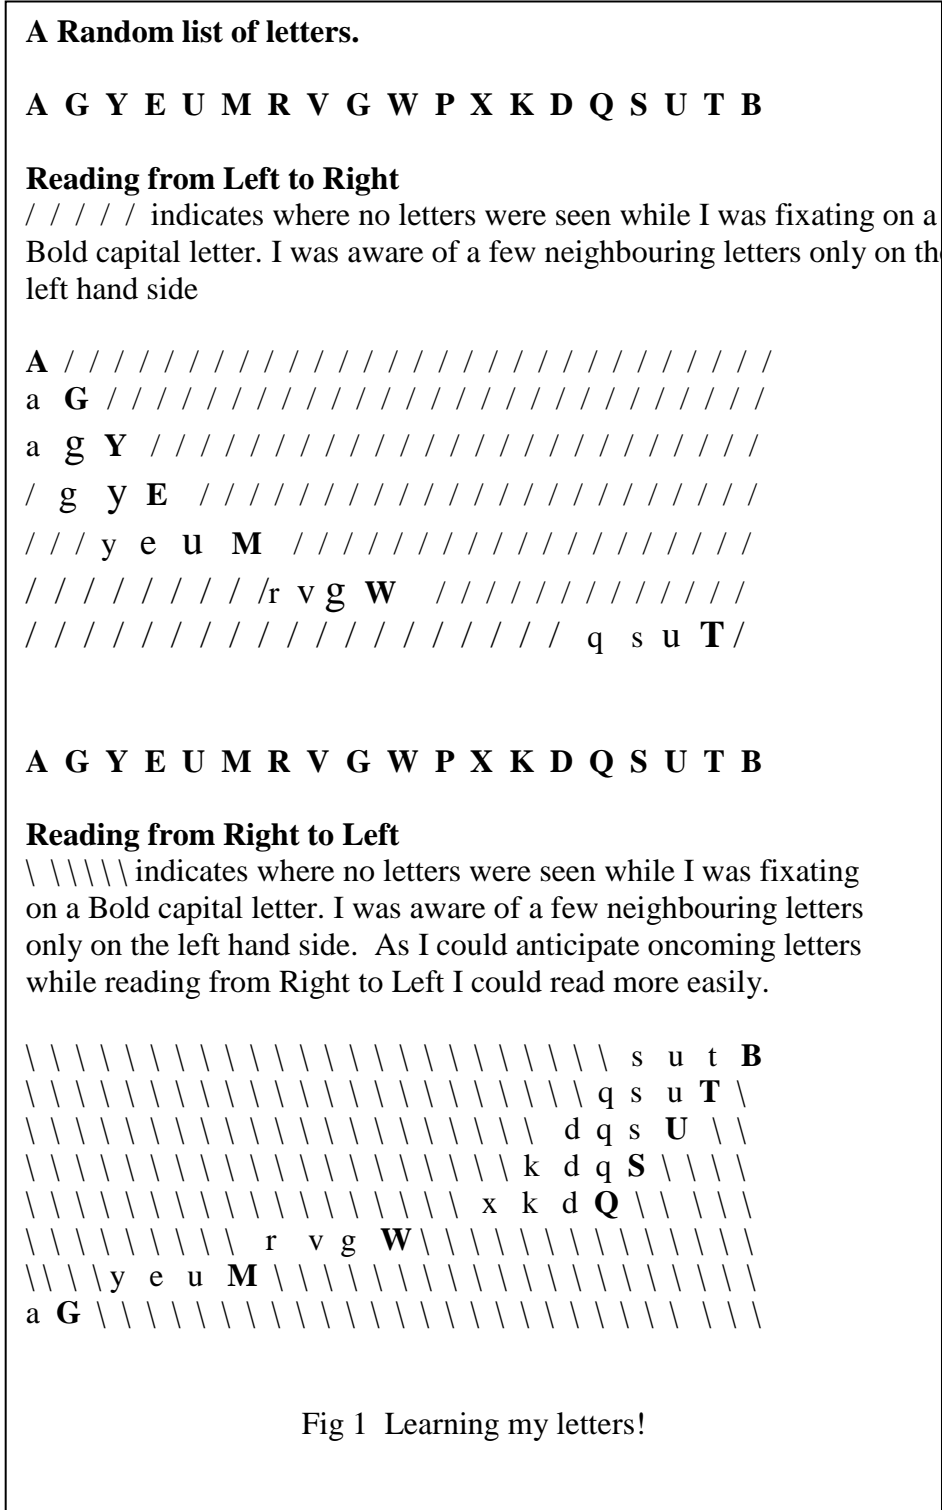 A Random list of letters.
A G Y E U M R V G W P X K D Q S U T B
Reading from Left to Right
/ / / / / indicates where no letters were seen while I was fixating on a
Bold capital letter. I was aware of a few neighbouring letters only on
left hand side
A / / / / / / / / / / / / / / / / / / / / / / / / / / / / /
a G / / / / / / / / / / / / / / / / / / / / / / / / / / /
a g Y / / / / / / / / / / / / / / / / / / / / / / / / /
/ g y E / / / / / / / / / / / / / / / / / / / / / / /
/ / / y e u M / / / / / / / / / / / / / / / / / / /
/ / / / / / / / /r v g W / / / / / / / / / / / / /
/ / / / / / / / / / / / / / / / / / / q s u T /
A G Y E U M R V G W P X K D Q S U T B
Reading from Right to Left
\ \\\\\ indicates where no letters were seen while I was fixating
on a Bold capital letter. I was aware of a few neighbouring letters
only on the left hand side. As I could anticipate oncoming letters
while reading from Right to Left I could read more easily.
\ \ \ \ \ \ \ \ \ \ \ \ \ \ \ \ \ \ \ \ \ \ \ \ s u t B
\ \ \ \ \ \ \ \ \ \ \ \ \ \ \ \ \ \ \ \ \ \ \ q s u T \
\ \ \ \ \ \ \ \ \ \ \ \ \ \ \ \ \ \ \ \ \ d q s U \ \
\ \ \ \ \ \ \ \ \ \ \ \ \ \ \ \ \ \ \ \ k d q S \ \ \ \
\ \ \ \ \ \ \ \ \ \ \ \ \ \ \ \ \ \ x k d Q \ \ \ \ \
\ \ \ \ \ \ \ \ \ r v g W \ \ \ \ \ \ \ \ \ \ \ \ \ \
\\ \ \ y e u M \ \ \ \ \ \ \ \ \ \ \ \ \ \ \ \ \ \ \ \
a G \ \ \ \ \ \ \ \ \ \ \ \ \ \ \ \ \ \ \ \ \ \ \ \ \ \ \
Fig 1 Learning my letters!